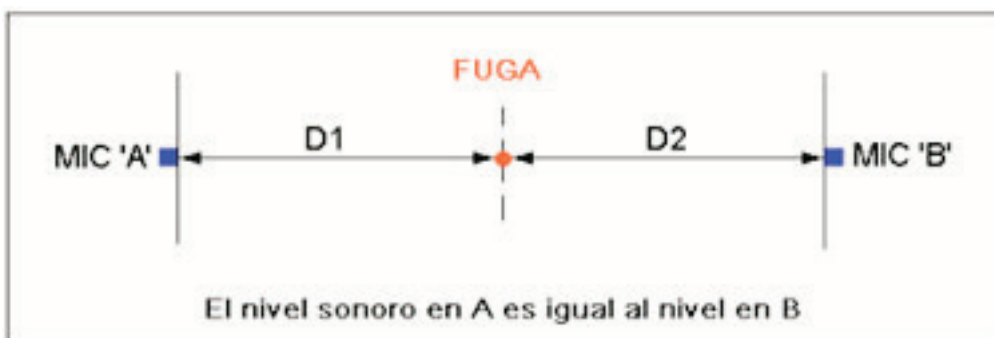 FUGA
MIC 'A' D1 D2 MIC 'B'
El nivel sonoro en A es igual al nivel en B